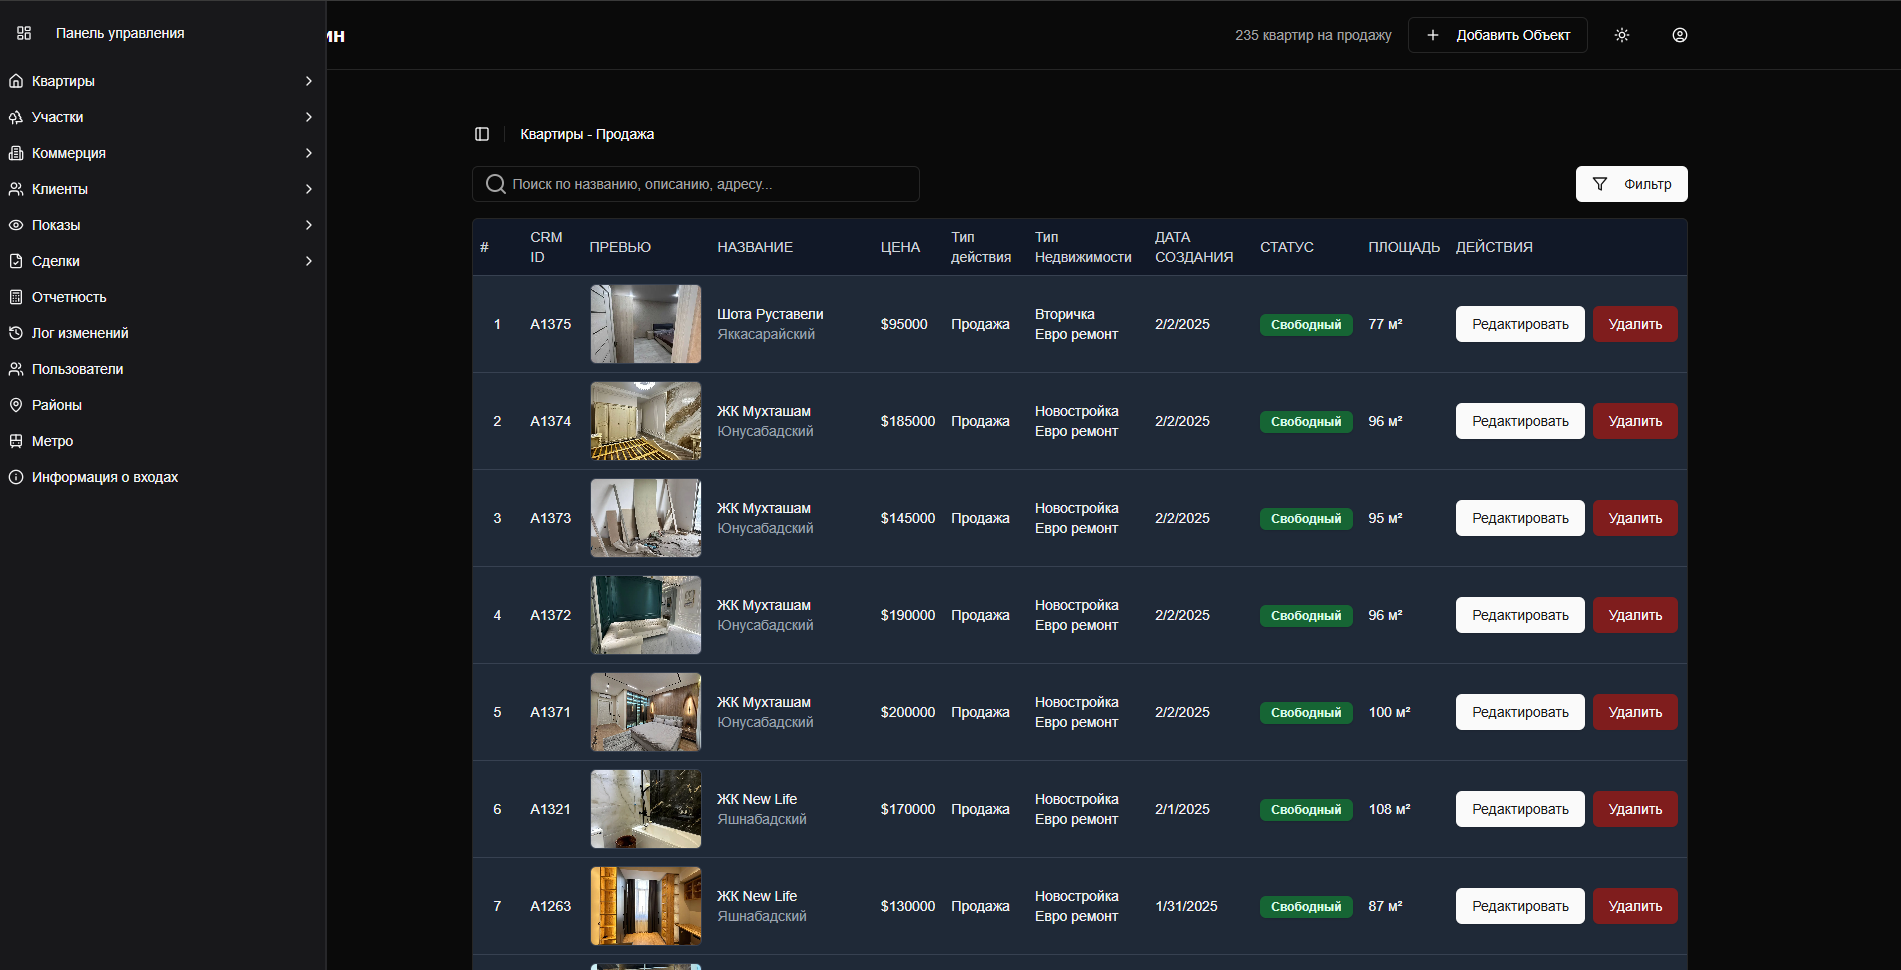 Панель управления
Квартиры
Участки
Коммерция
Клиенты
Показы
Сделки
Отчетность
Лог изменений
Пользователи
Районы
Метро
Информация о входах
235 квартир на продажу
Добавить Объект
Квартиры - Продажа
Поиск по названию, описанию, адресу...
Фильтр
# CRM ID ПРЕВЬЮ НАЗВАНИЕ ЦЕНА Тип действия Тип Недвижимости ДАТА СОЗДАНИЯ СТАТУС ПЛОЩАДЬ ДЕЙСТВИЯ
1 A1375 Шота Руставели Яккасарайский $95000 Продажа Вторичка Евро ремонт 2/2/2025 Свободный 77 м² Редактировать Удалить
2 A1374 ЖК Мухташам Юнусабадский $185000 Продажа Новостройка Евро ремонт 2/2/2025 Свободный 96 м² Редактировать Удалить
3 A1373 ЖК Мухташам Юнусабадский $145000 Продажа Новостройка Евро ремонт 2/2/2025 Свободный 95 м² Редактировать Удалить
4 A1372 ЖК Мухташам Юнусабадский $190000 Продажа Новостройка Евро ремонт 2/2/2025 Свободный 96 м² Редактировать Удалить
5 A1371 ЖК Мухташам Юнусабадский $200000 Продажа Новостройка Евро ремонт 2/2/2025 Свободный 100 м² Редактировать Удалить
6 A1321 ЖК New Life Яшнабадский $170000 Продажа Новостройка Евро ремонт 2/1/2025 Свободный 108 м² Редактировать Удалить
7 A1263 ЖК New Life Яшнабадский $130000 Продажа Новостройка Евро ремонт 1/31/2025 Свободный 87 м² Редактировать Удалить